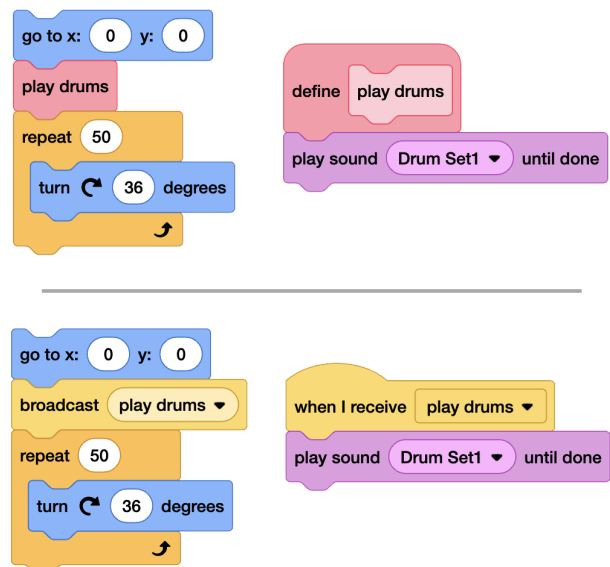 go to x: 0 y: 0
play drums
repeat 50
turn 36 degrees
define play drums
play sound Drum Set1 until done
go to x: 0 y: 0
broadcast play drums
repeat 50
turn 36 degrees
when I receive play drums
play sound Drum Set1 until done